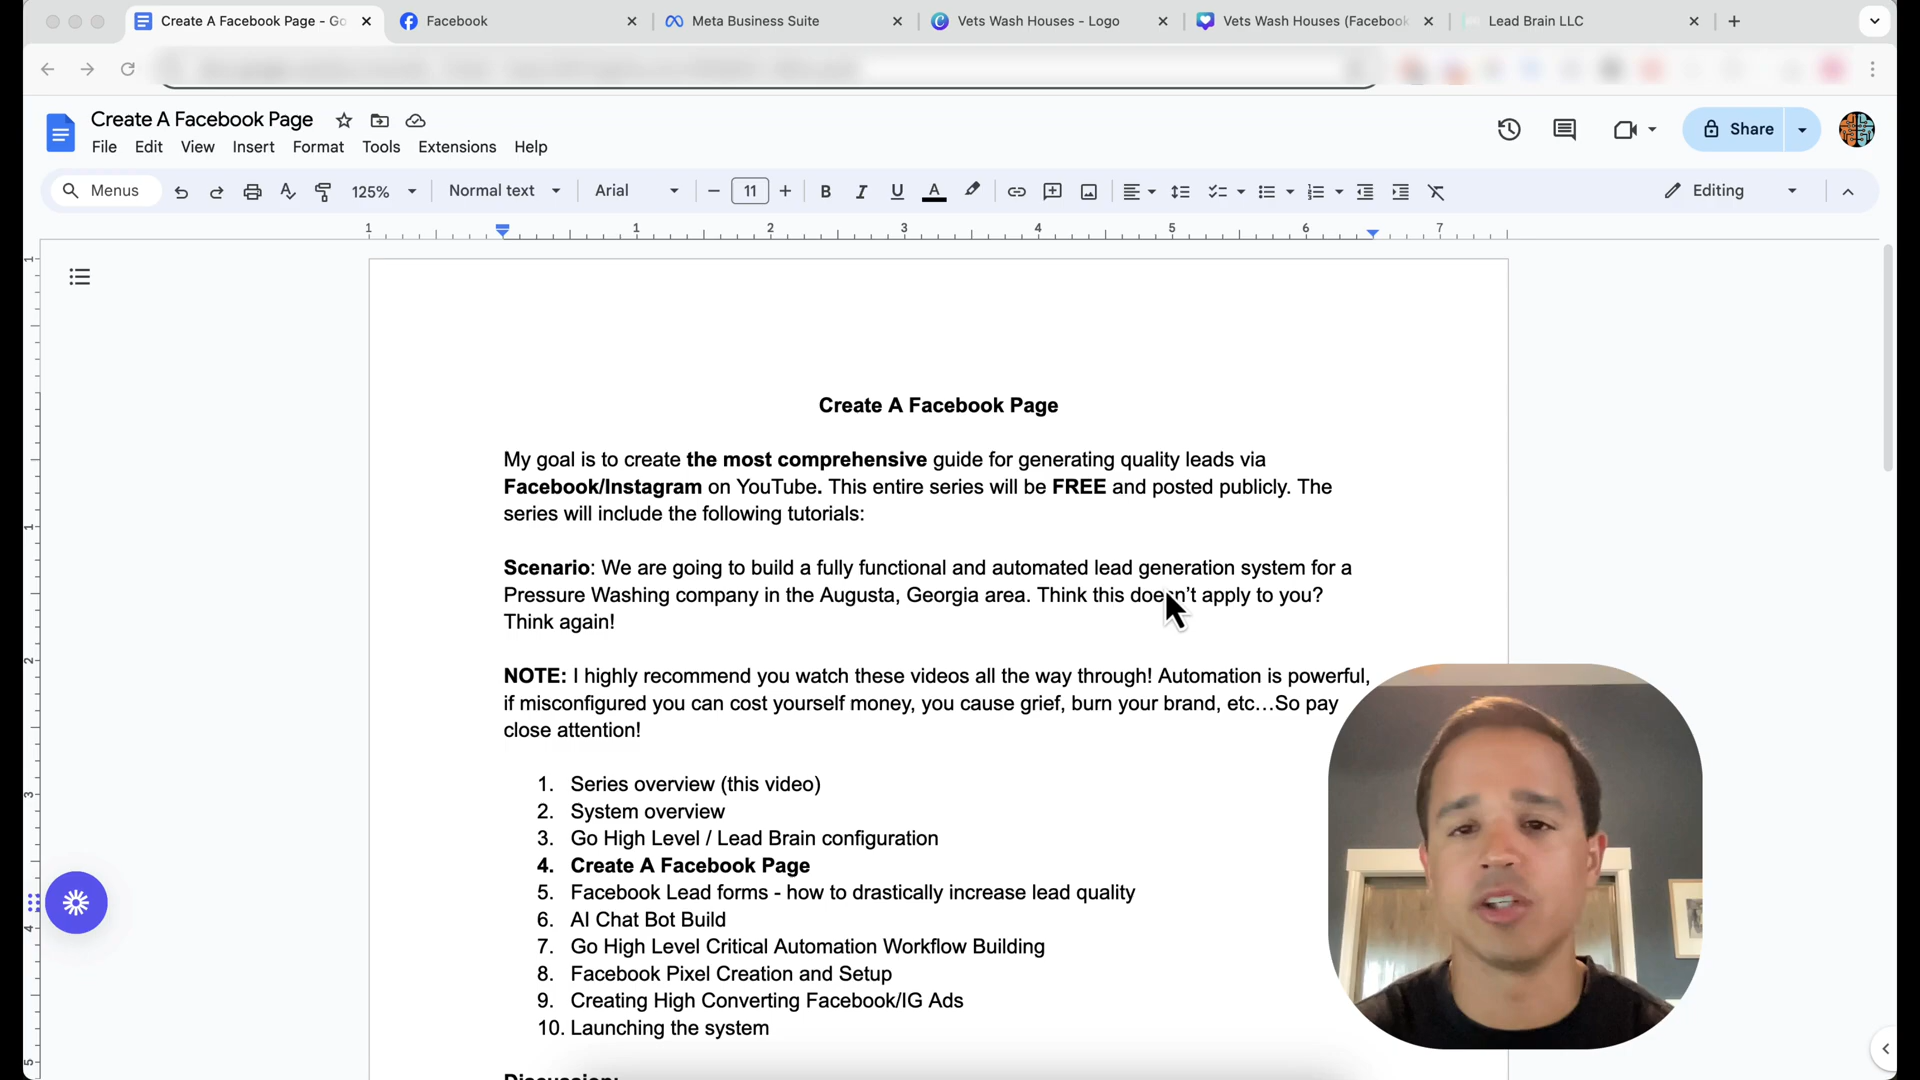 Create A Facebook Page - Go
Facebook
Meta Business Suite
Vets Wash Houses - Logo
Vets Wash Houses (Facebook
Lead Brain LLC
Create A Facebook Page
File Edit View Insert Format Tools Extensions Help
Share
Menus
125%
Normal text
Arial
11
Editing
1 1 2 3 4 5 6 7
Create A Facebook Page
My goal is to create the most comprehensive guide for generating quality leads via
Facebook/Instagram on YouTube. This entire series will be FREE and posted publicly. The
series will include the following tutorials:
Scenario: We are going to build a fully functional and automated lead generation system for a
Pressure Washing company in the Augusta, Georgia area. Think this doesn't apply to you?
Think again!
NOTE: I highly recommend you watch these videos all the way through! Automation is powerful,
if misconfigured you can cost yourself money, you cause grief, burn your brand, etc…So pay
close attention!
1. Series overview (this video)
2. System overview
3. Go High Level / Lead Brain configuration
4. Create A Facebook Page
5. Facebook Lead forms - how to drastically increase lead quality
6. AI Chat Bot Build
7. Go High Level Critical Automation Workflow Building
8. Facebook Pixel Creation and Setup
9. Creating High Converting Facebook/IG Ads
10. Launching the system
Discussion: